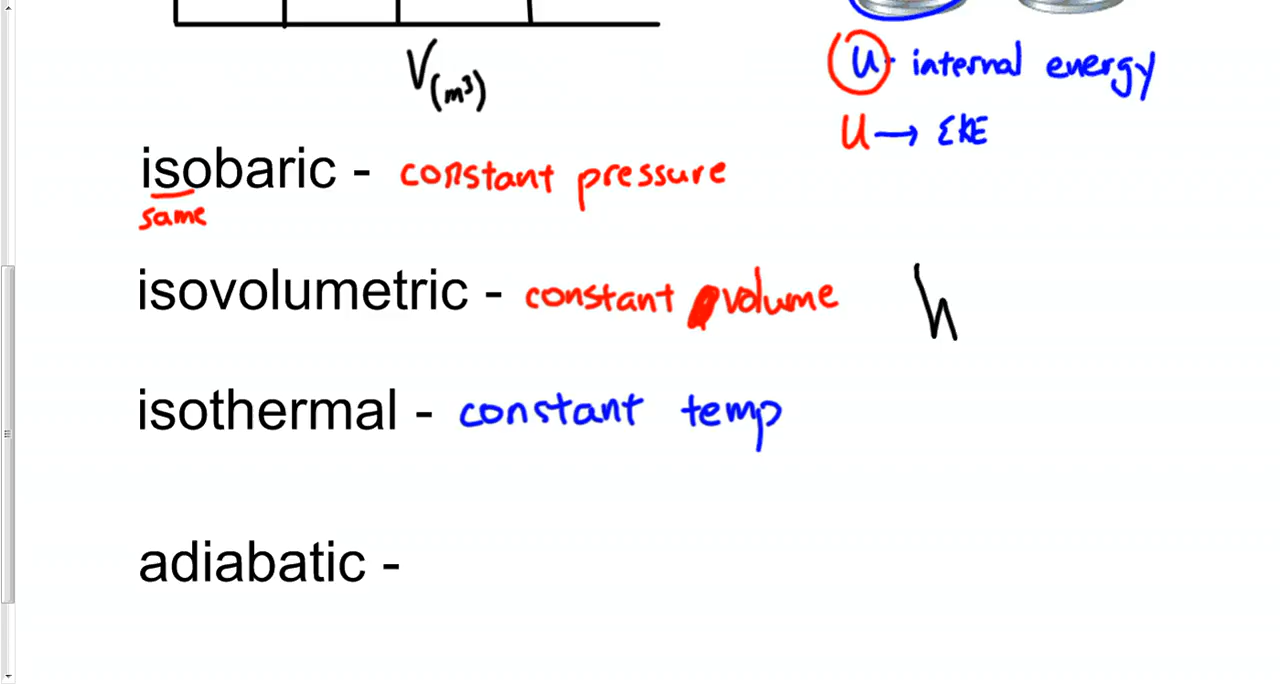 V(m³)
U - internal energy
U → ΣKE
isobaric - constant pressure
same
isovolumetric - constant volume h
isothermal - constant temp
adiabatic -